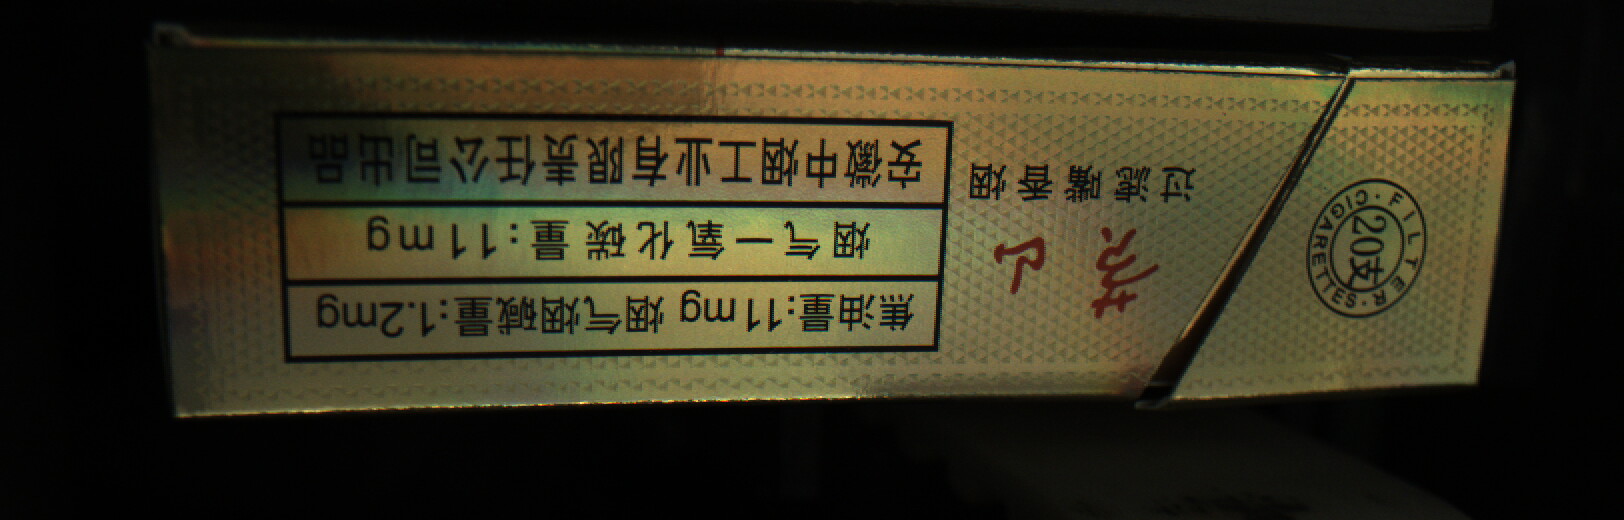 FILTER·CIGARETTES·
20支
黄山
过滤嘴香烟
焦油量:11mg 烟气烟碱量:1.2mg
烟气一氧化碳量:11mg
安徽中烟工业有限责任公司出品